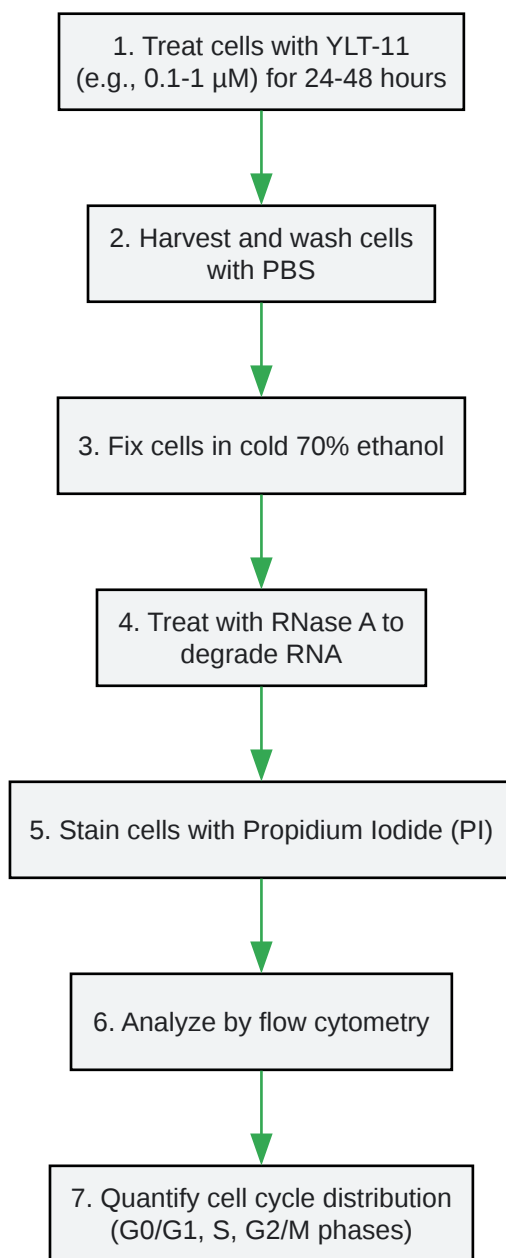 1. Treat cells with YLT-11
(e.g., 0.1-1 µM) for 24-48 hours
2. Harvest and wash cells
with PBS
3. Fix cells in cold 70% ethanol
4. Treat with RNase A to
degrade RNA
5. Stain cells with Propidium Iodide (PI)
6. Analyze by flow cytometry
7. Quantify cell cycle distribution
(G0/G1, S, G2/M phases)